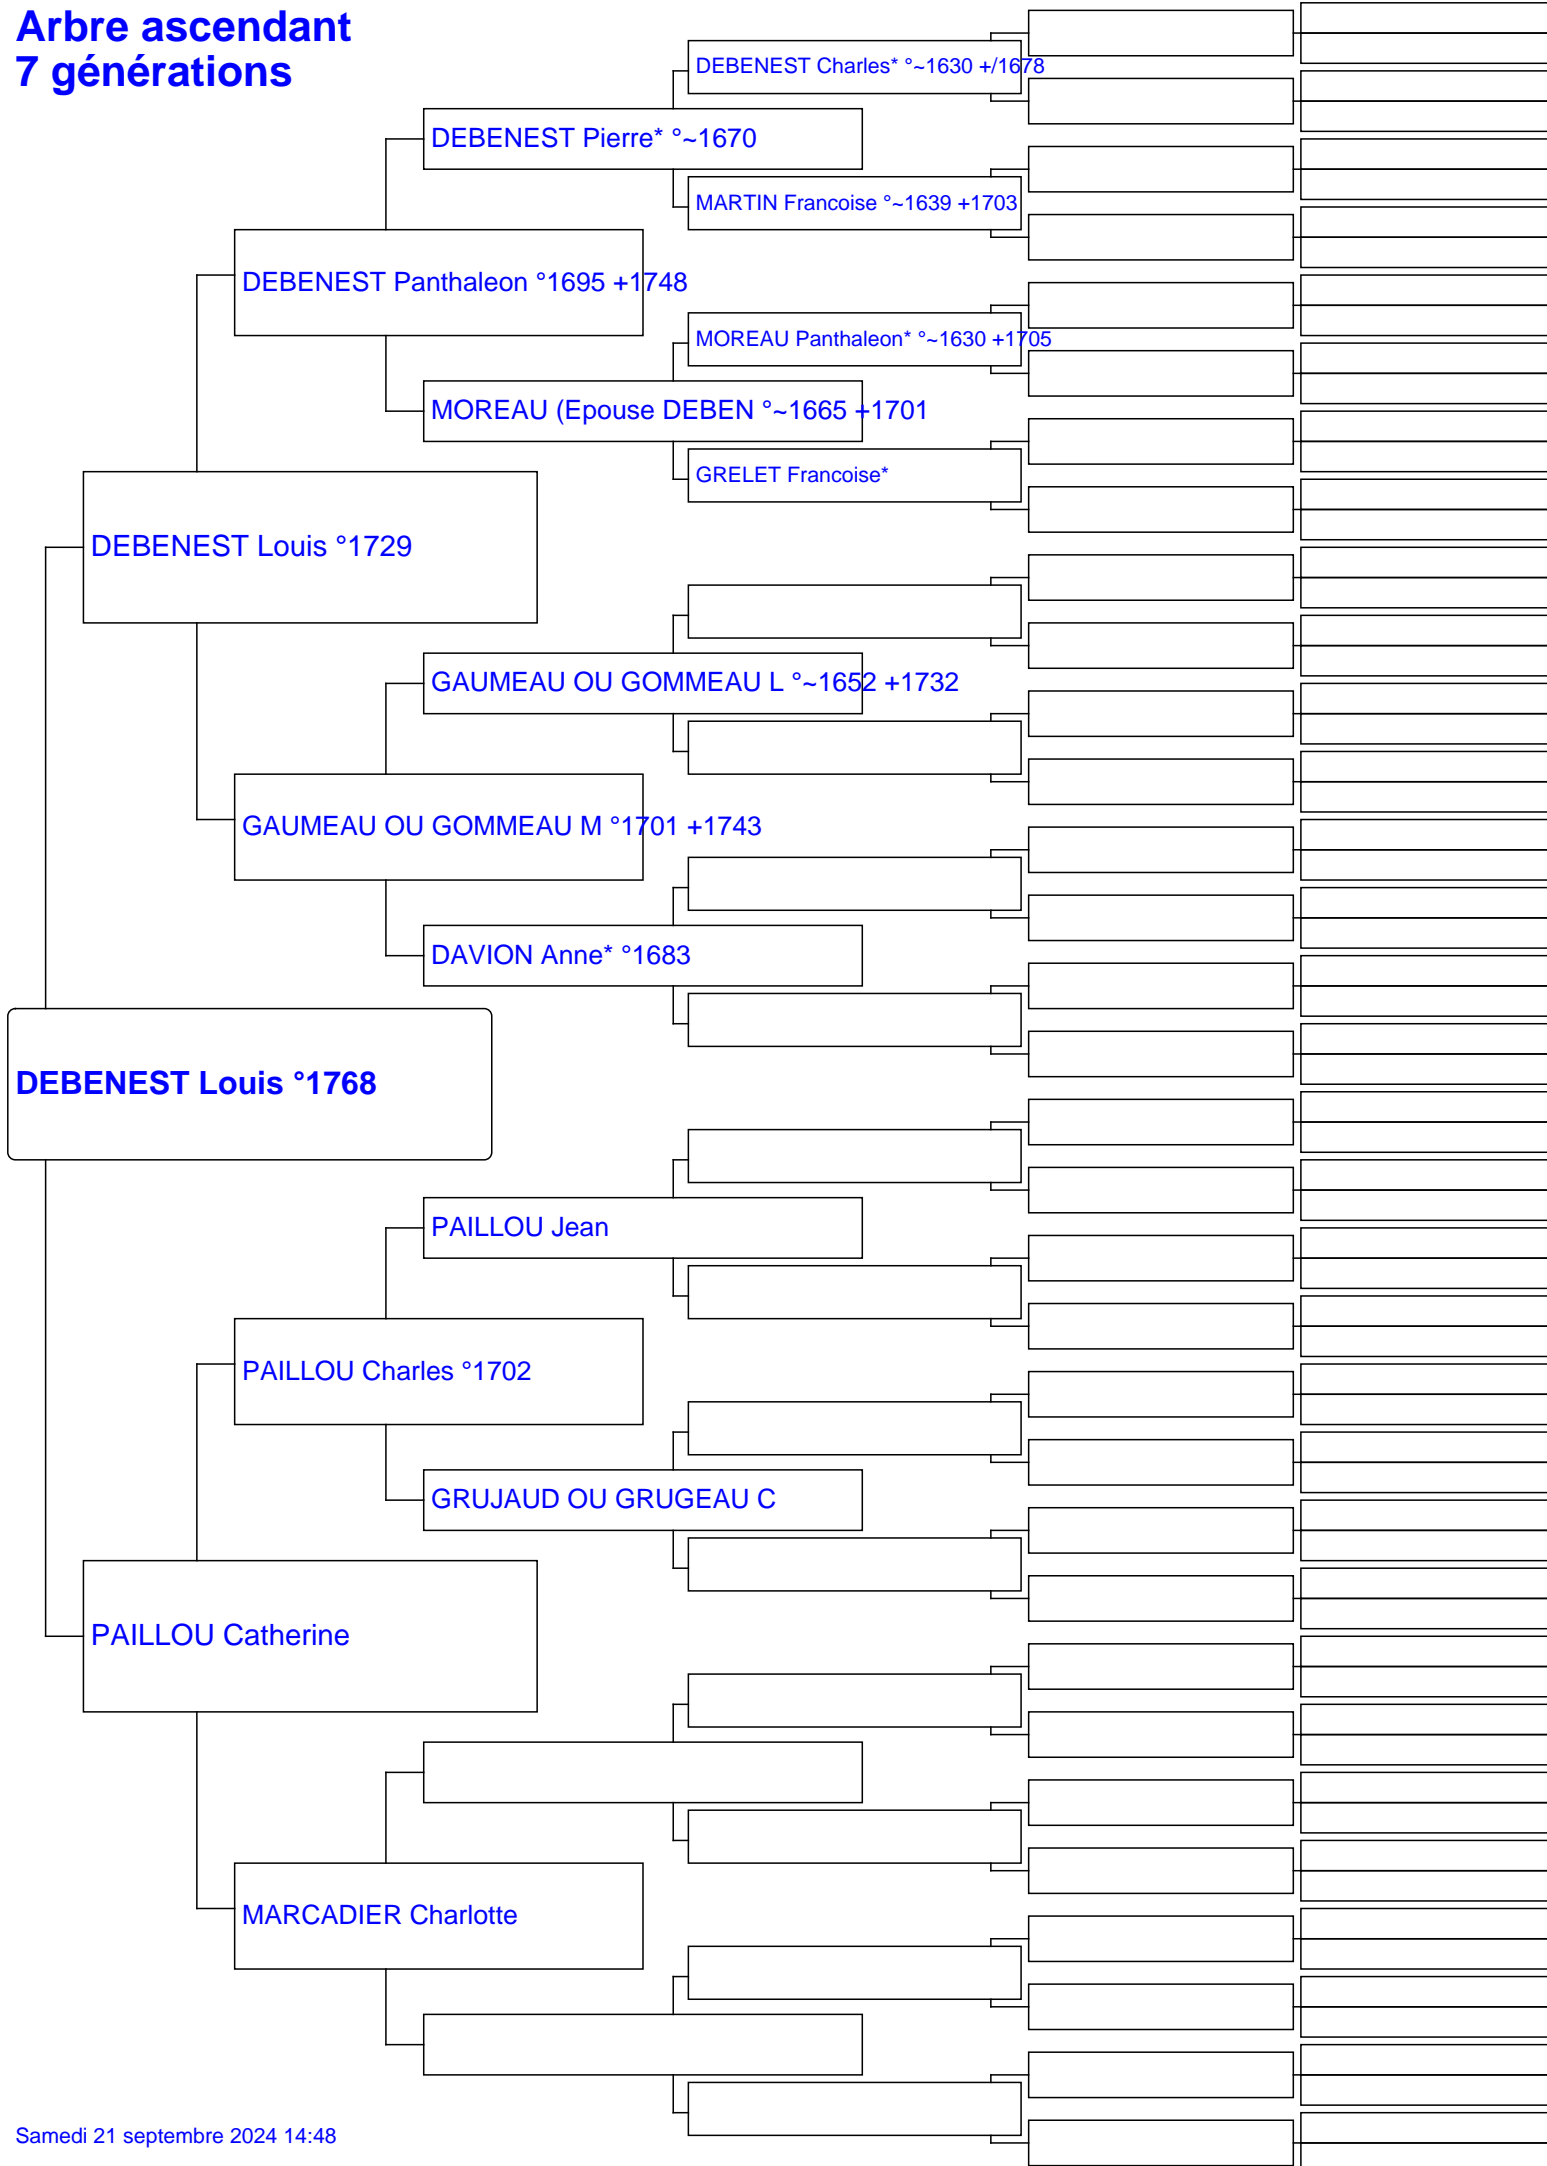 Arbre ascendant
7 générations
DEBENEST Charles* °~1630 +/1678
DEBENEST Pierre* °~1670
MARTIN Francoise °~1639 +1703
DEBENEST Panthaleon °1695 +1748
MOREAU Panthaleon* °~1630 +1705
MOREAU (Epouse DEBEN °~1665 +1701
GRELET Francoise*
DEBENEST Louis °1729
GAUMEAU OU GOMMEAU L °~1652 +1732
GAUMEAU OU GOMMEAU M °1701 +1743
DAVION Anne* °1683
DEBENEST Louis °1768
PAILLOU Jean
PAILLOU Charles °1702
GRUJAUD OU GRUGEAU C
PAILLOU Catherine
MARCADIER Charlotte
Samedi 21 septembre 2024 14:48